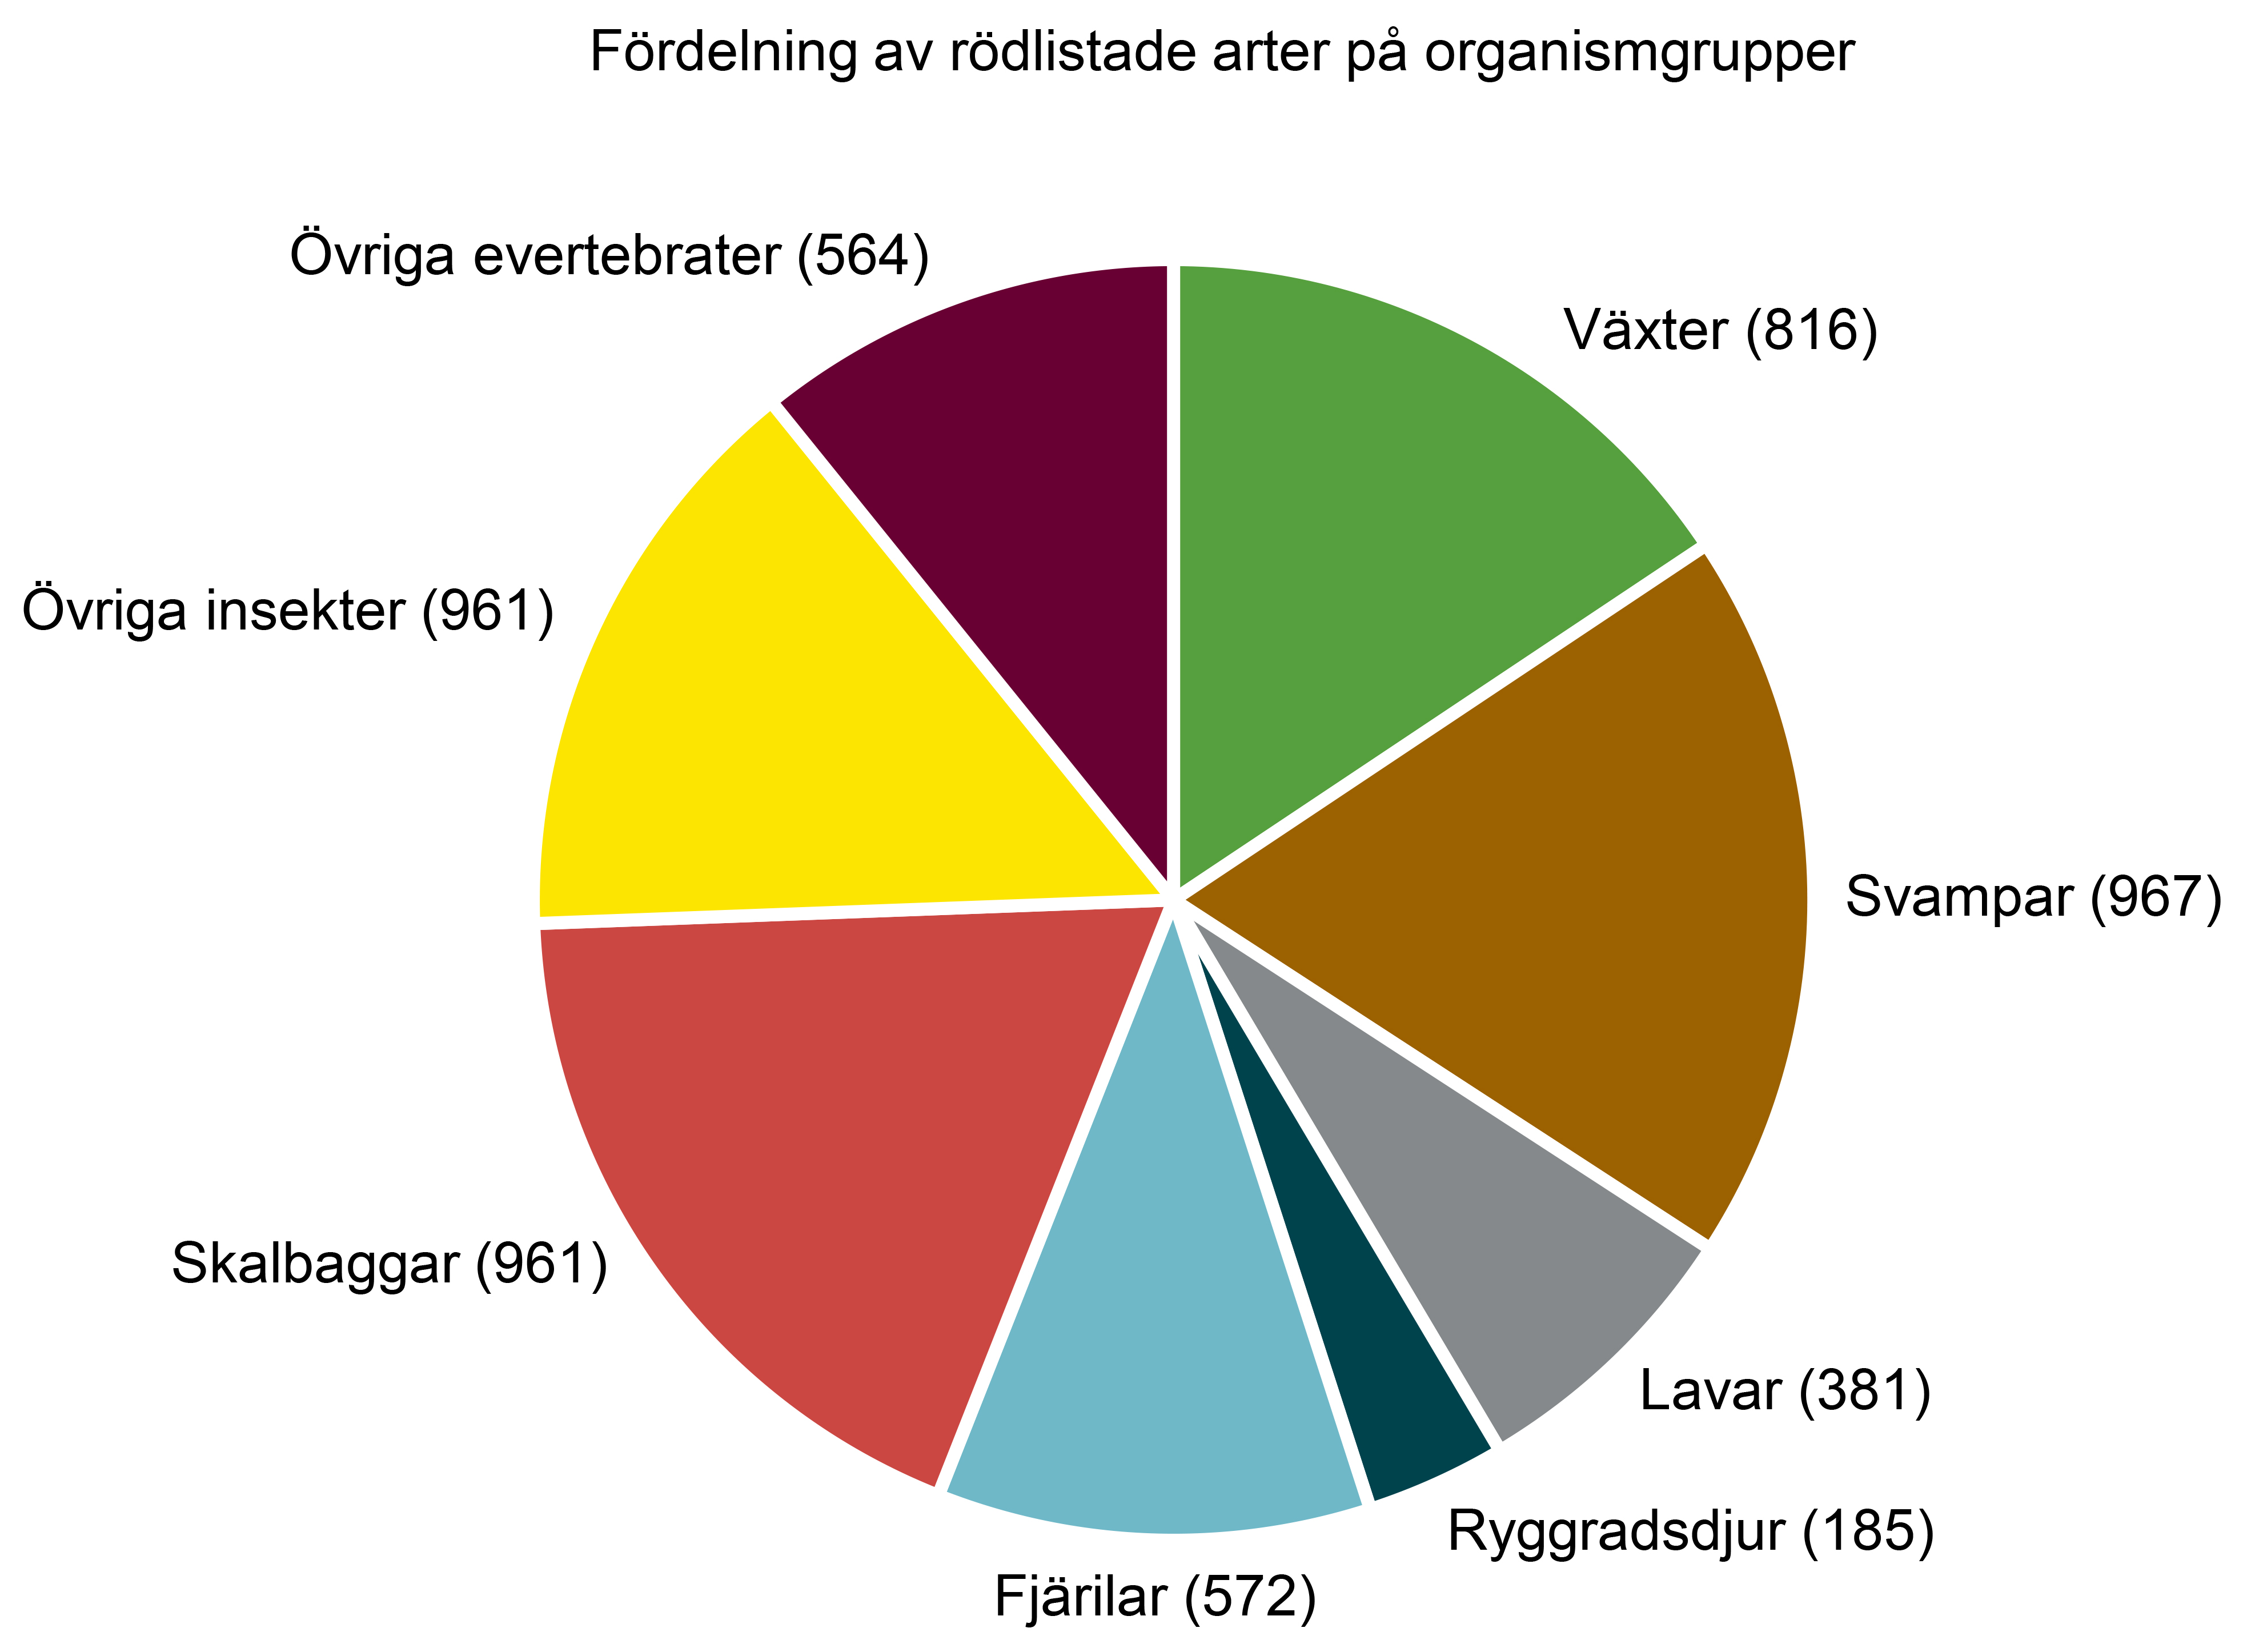 Fördelning av rödlistade arter på organismgrupper
Övriga evertebrater (564)
Växter (816)
Övriga insekter (961)
Svampar (967)
Skalbaggar (961)
Lavar (381)
Ryggradsdjur (185)
Fjärilar (572)